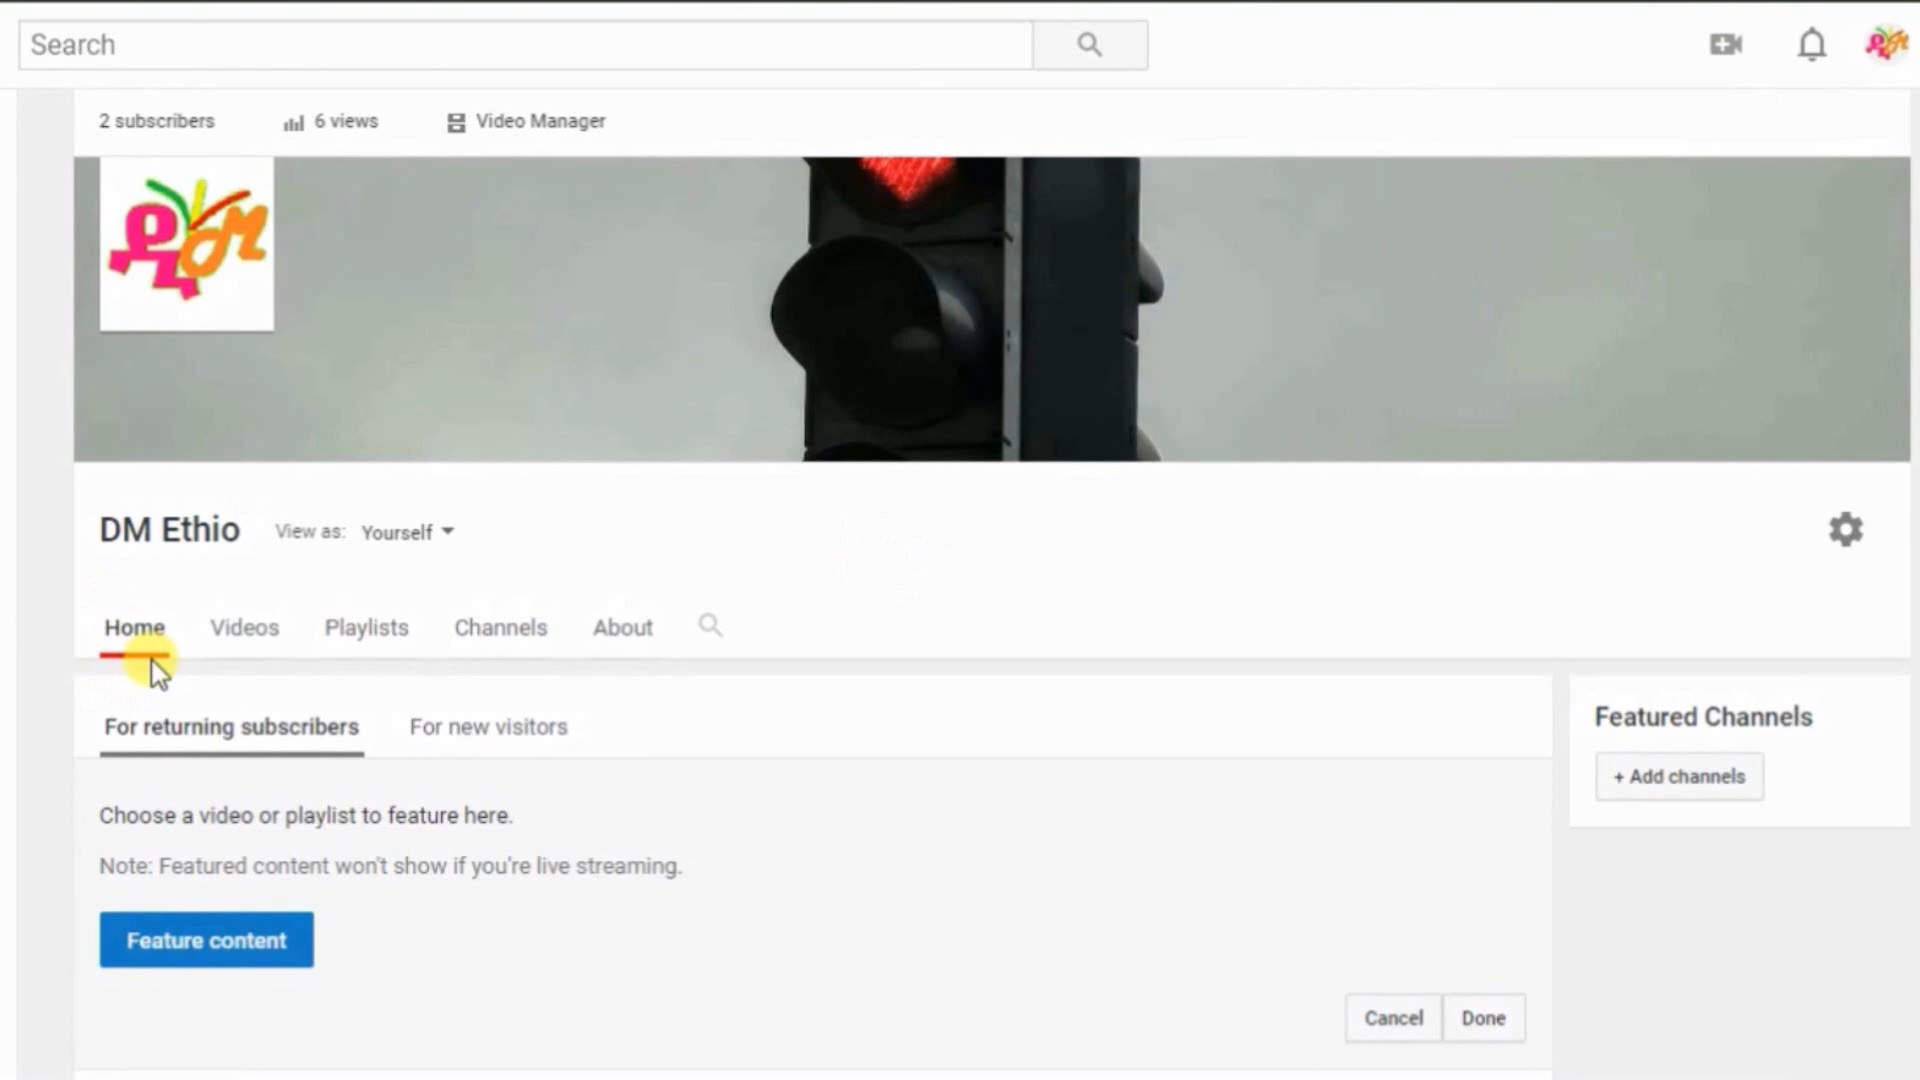 Search
2 subscribers 6 views Video Manager
DM Ethio View as: Yourself
Home Videos Playlists Channels About
For returning subscribers For new visitors
Choose a video or playlist to feature here.
Note: Featured content won't show if you're live streaming.
Feature content
Cancel Done
Featured Channels
+ Add channels